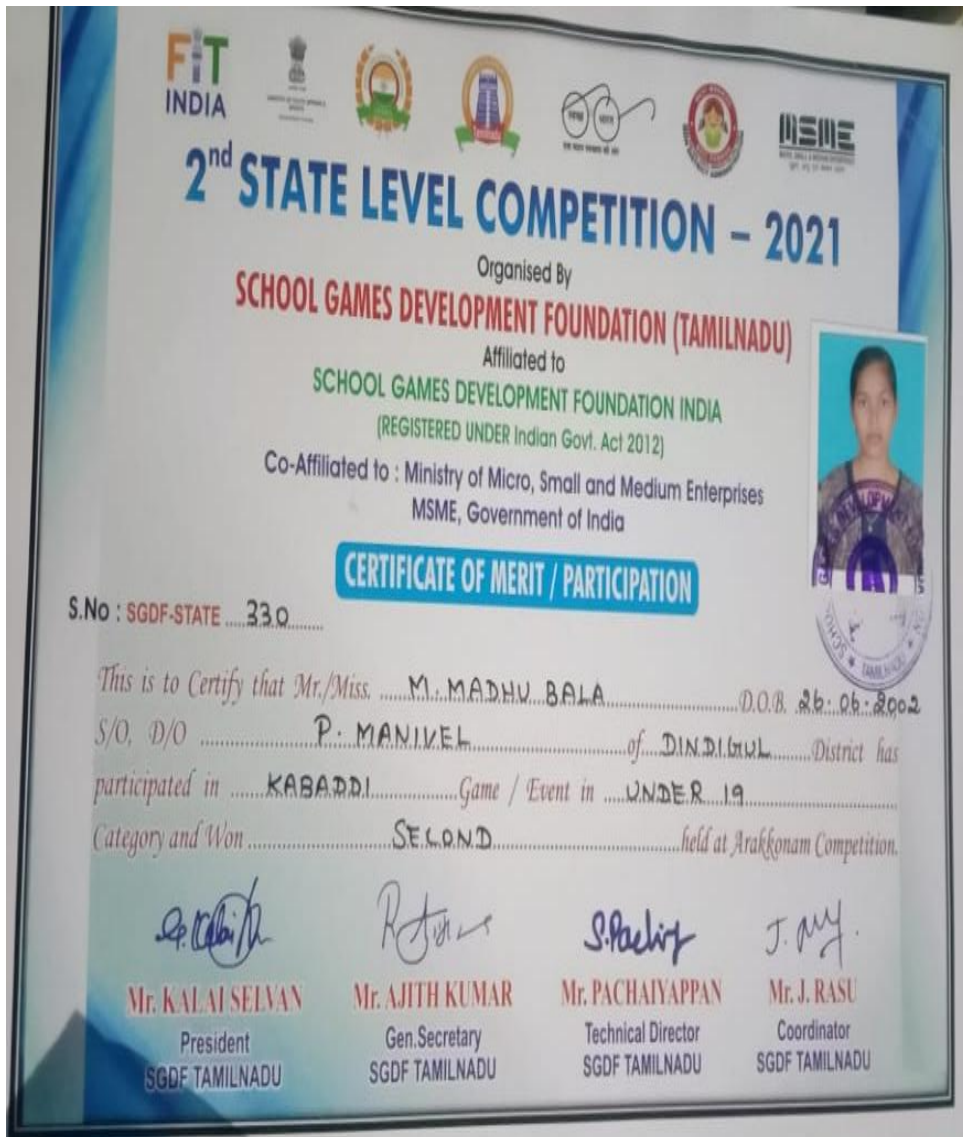 FIT
INDIA
MSME
2nd STATE LEVEL COMPETITION – 2021
Organised By
SCHOOL GAMES DEVELOPMENT FOUNDATION (TAMILNADU)
Affiliated to
SCHOOL GAMES DEVELOPMENT FOUNDATION INDIA
(REGISTERED UNDER Indian Govt. Act 2012)
Co-Affiliated to : Ministry of Micro, Small and Medium Enterprises
MSME, Government of India
CERTIFICATE OF MERIT / PARTICIPATION
S.No : SGDF-STATE ....330..........
This is to Certify that Mr./Miss. ......M. MADHU BALA..........................D.O.B. 26.06.2002
S/O, D/O ....................P. MANIVEL..............................of...DINDIGUL......District has
participated in ......KABADDI................Game / Event in ....UNDER 19..........................
Category and Won ..........................SECOND..................................held at Arakkonam Competition.
S.Pachiy
Mr. KALAI SELVAN Mr. AJITH KUMAR Mr. PACHAIYAPPAN Mr. J. RASU
President Gen.Secretary Technical Director Coordinator
SGDF TAMILNADU SGDF TAMILNADU SGDF TAMILNADU SGDF TAMILNADU